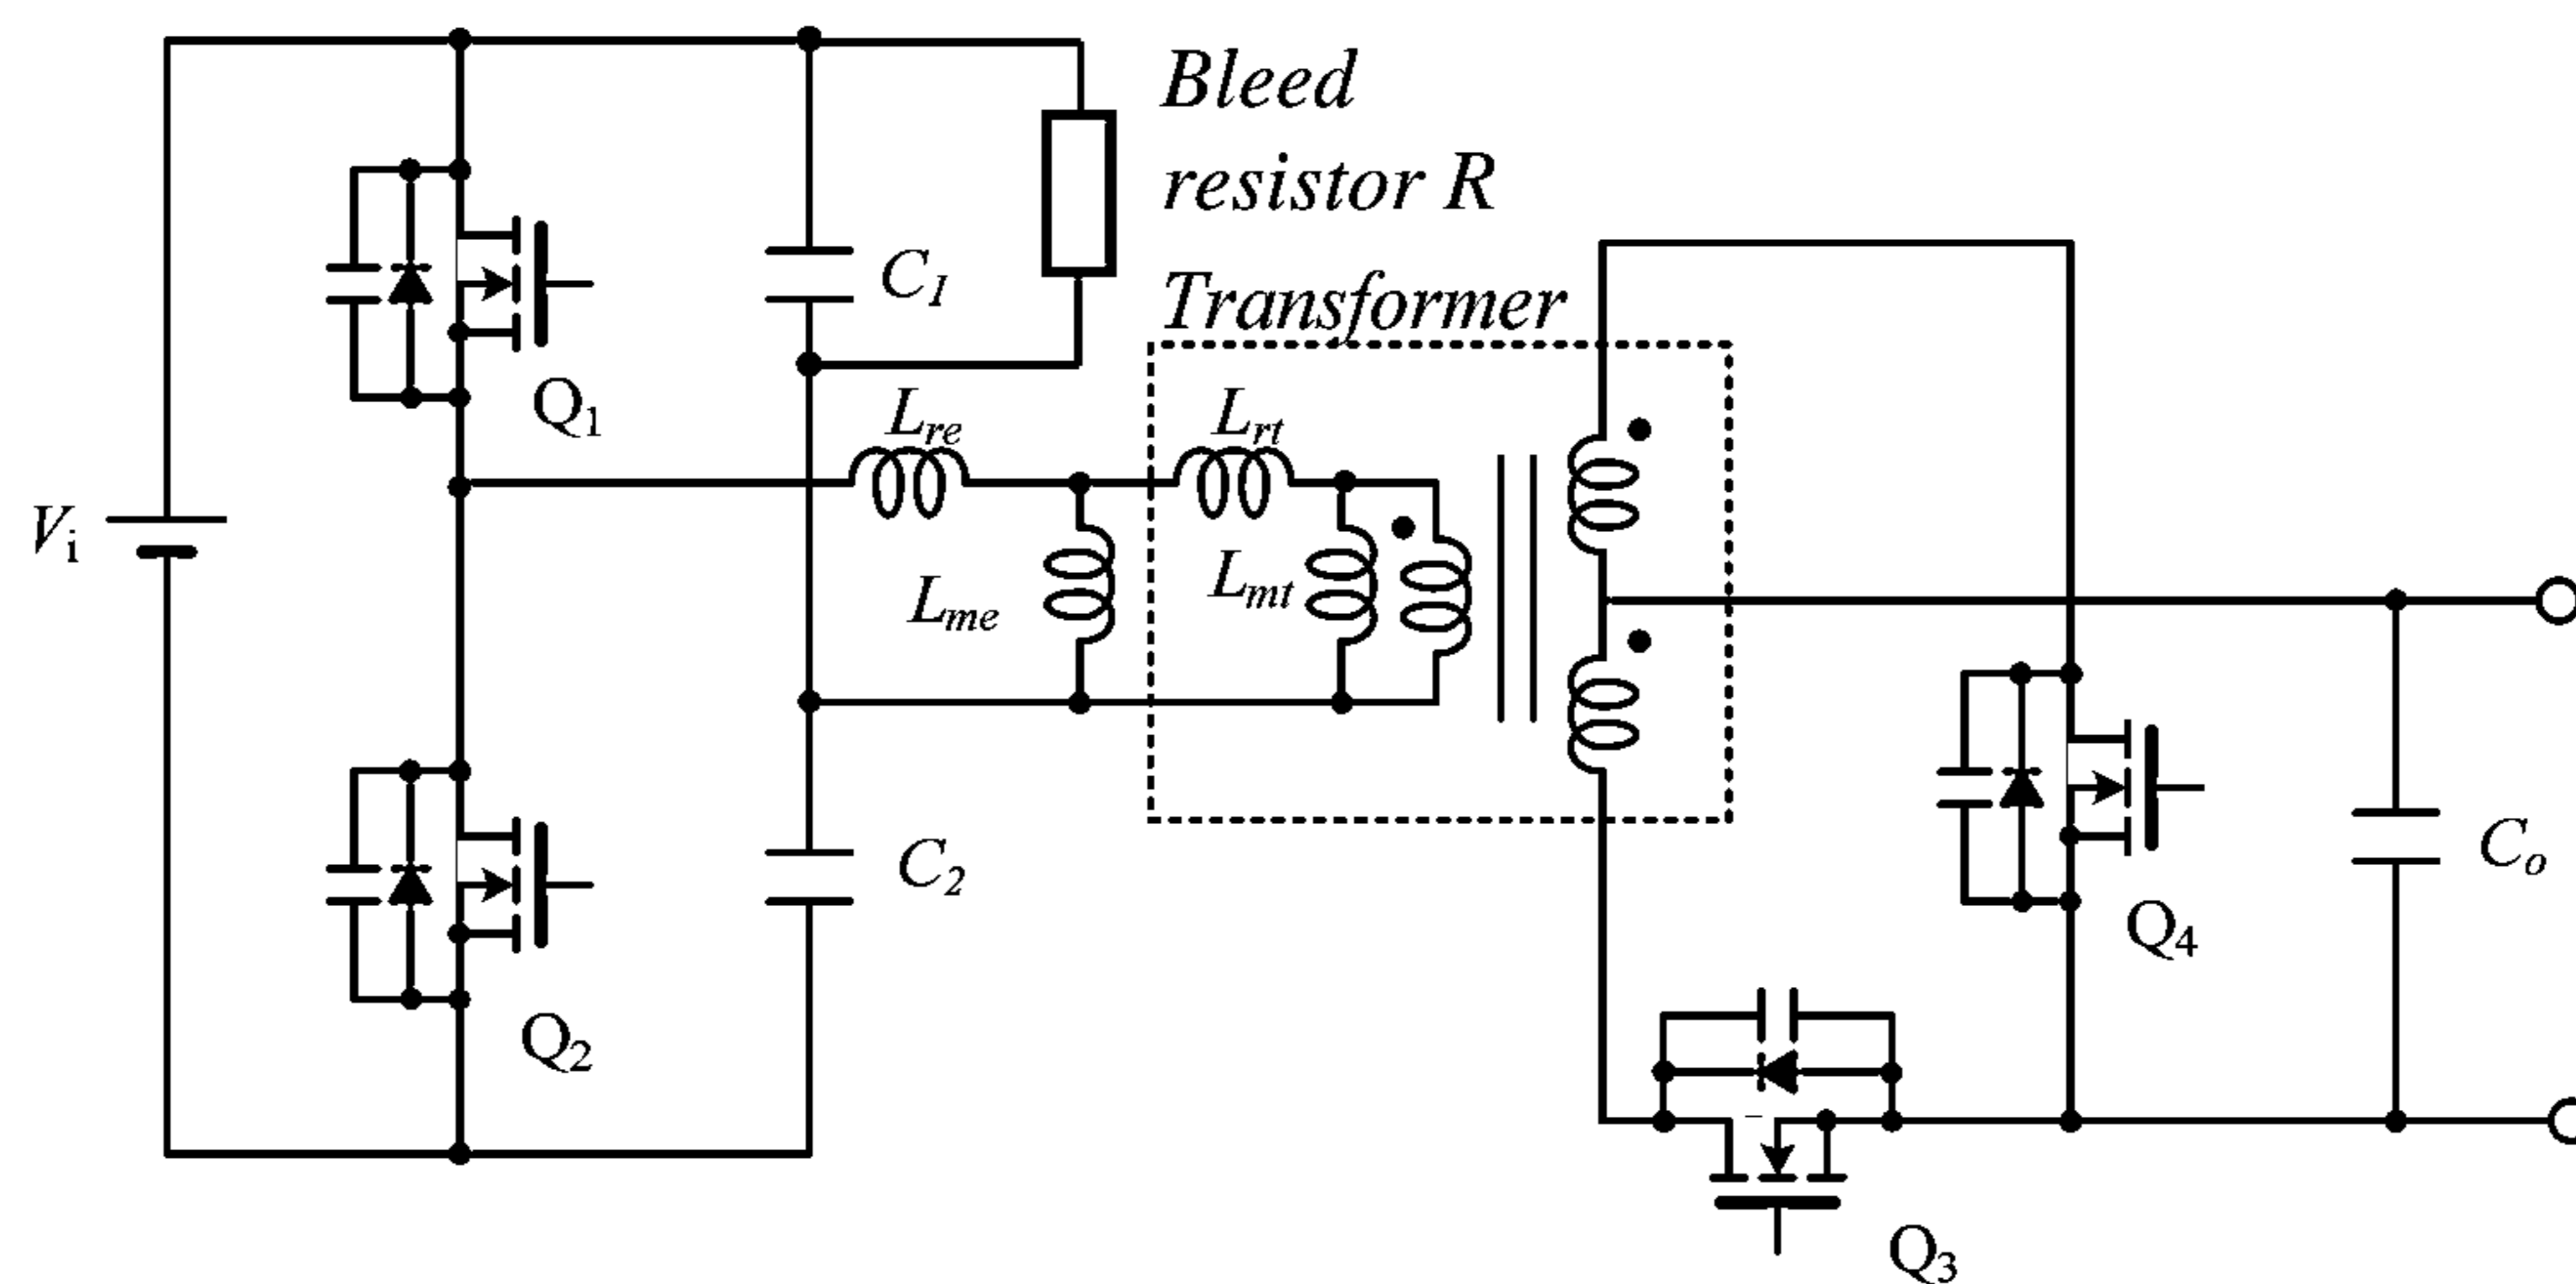 Bleed
resistor R
Transformer
C1
Q1
Lre
Lrt
Vi
Lme
Lmt
C2
Q2
Q4
Co
Q3